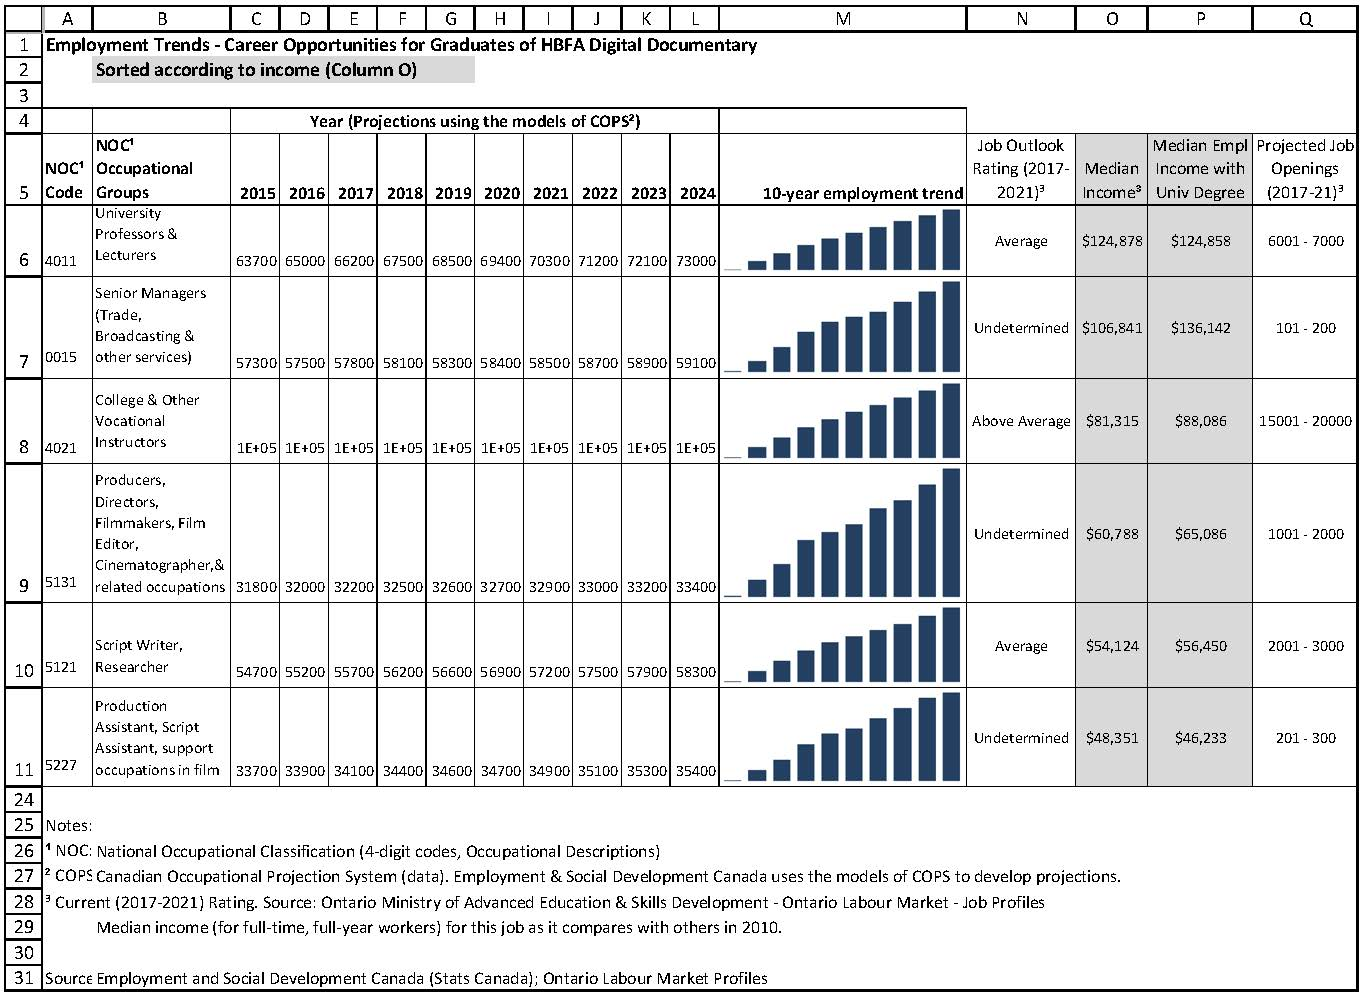 A B C D E F G H I J K L M N O P Q
1 Employment Trends - Career Opportunities for Graduates of HBFA Digital Documentary
2 Sorted according to income (Column O)
3
4 Year (Projections using the models of COPS²)
NOC¹ Job Outlook Median Empl Projected Job
NOC¹ Occupational Rating (2017- Median Income with Openings
5 Code Groups 2015 2016 2017 2018 2019 2020 2021 2022 2023 2024 10-year employment trend 2021)³ Income³ Univ Degree (2017-21)³
University
Professors &
Lecturers
6 4011 63700 65000 66200 67500 68500 69400 70300 71200 72100 73000 Average $124,878 $124,858 6001 - 7000
Senior Managers
(Trade,
Broadcasting &
other services)
7 0015 57300 57500 57800 58100 58300 58400 58500 58700 58900 59100 Undetermined $106,841 $136,142 101 - 200
College & Other
Vocational
Instructors
8 4021 1E+05 1E+05 1E+05 1E+05 1E+05 1E+05 1E+05 1E+05 1E+05 1E+05 Above Average $81,315 $88,086 15001 - 20000
Producers,
Directors,
Filmmakers, Film
Editor,
Cinematographer,&
related occupations
9 5131 31800 32000 32200 32500 32600 32700 32900 33000 33200 33400 Undetermined $60,788 $65,086 1001 - 2000
Script Writer,
Researcher
10 5121 54700 55200 55700 56200 56600 56900 57200 57500 57900 58300 Average $54,124 $56,450 2001 - 3000
Production
Assistant, Script
Assistant, support
occupations in film
11 5227 33700 33900 34100 34400 34600 34700 34900 35100 35300 35400 Undetermined $48,351 $46,233 201 - 300
24
25 Notes:
26 ¹ NOC: National Occupational Classification (4-digit codes, Occupational Descriptions)
27 ² COPS Canadian Occupational Projection System (data). Employment & Social Development Canada uses the models of COPS to develop projections.
28 ³ Current (2017-2021) Rating. Source: Ontario Ministry of Advanced Education & Skills Development - Ontario Labour Market - Job Profiles
29 Median income (for full-time, full-year workers) for this job as it compares with others in 2010.
30
31 Source Employment and Social Development Canada (Stats Canada); Ontario Labour Market Profiles